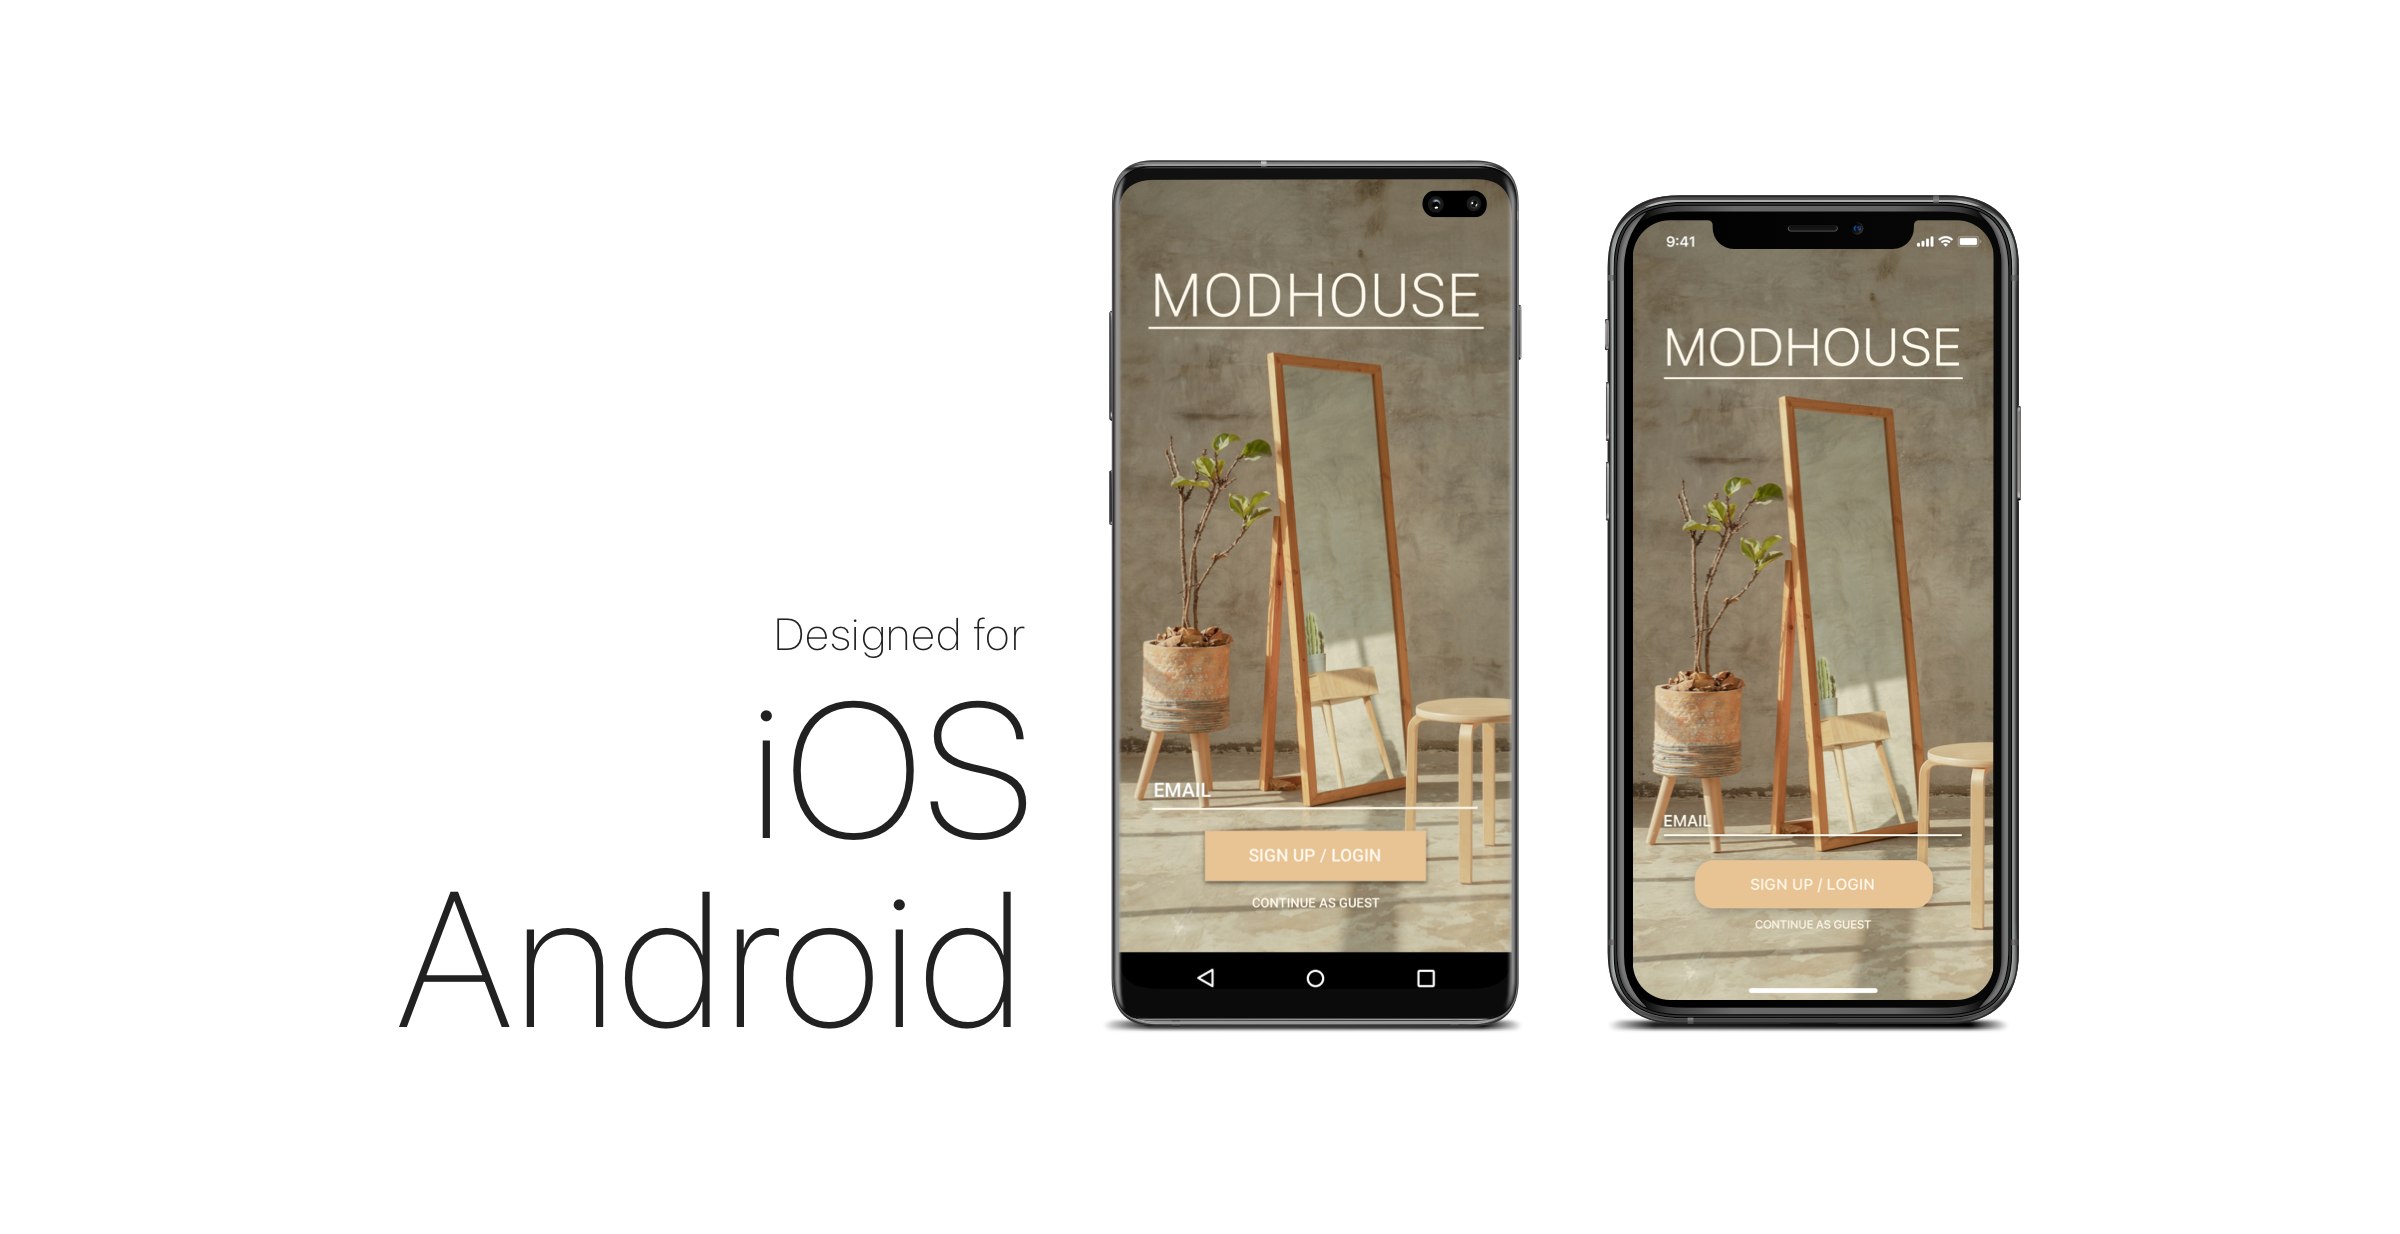 Designed for
iOS
Android
MODHOUSE
EMAIL
SIGN UP / LOGIN
CONTINUE AS GUEST
9:41
MODHOUSE
EMAIL
SIGN UP / LOGIN
CONTINUE AS GUEST